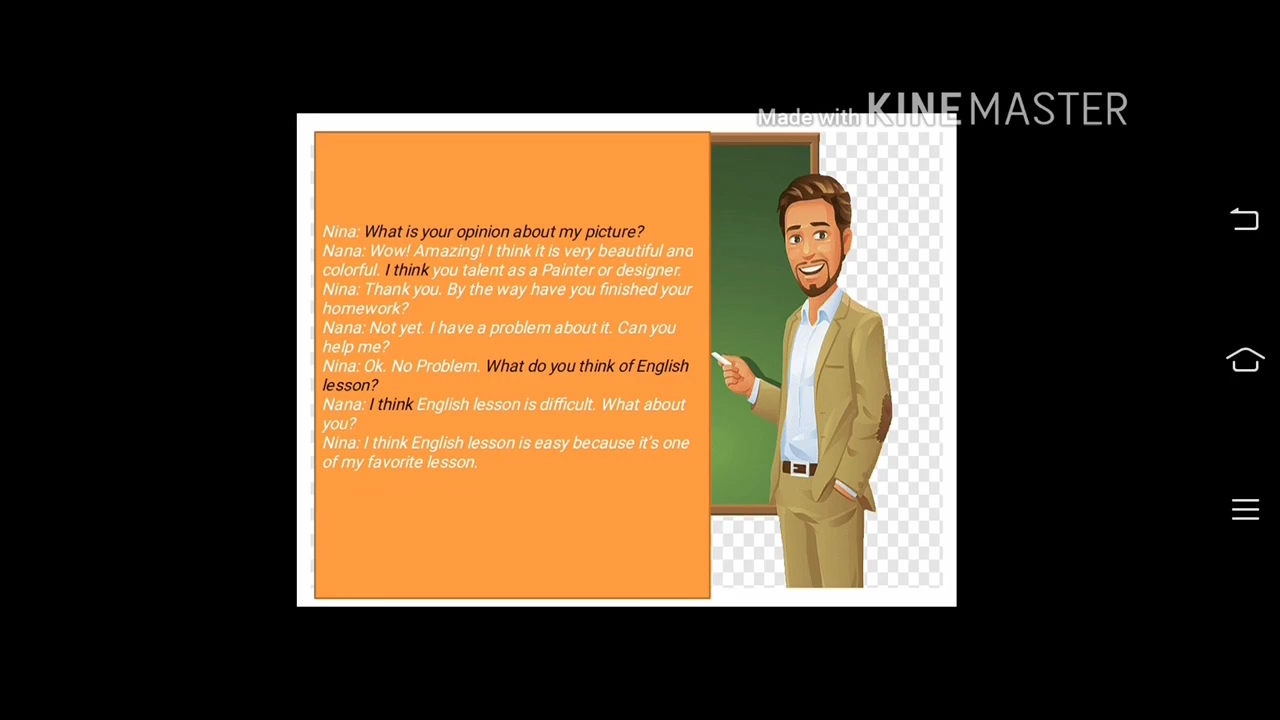 Made with KINEMASTER
Nina: What is your opinion about my picture?
Nana: Wow! Amazing! I think it is very beautiful and
colorful. I think you talent as a Painter or designer.
Nina: Thank you. By the way have you finished your
homework?
Nana: Not yet. I have a problem about it. Can you
help me?
Nina: Ok. No Problem. What do you think of English
lesson?
Nana: I think English lesson is difficult. What about
you?
Nina: I think English lesson is easy because it's one
of my favorite lesson.